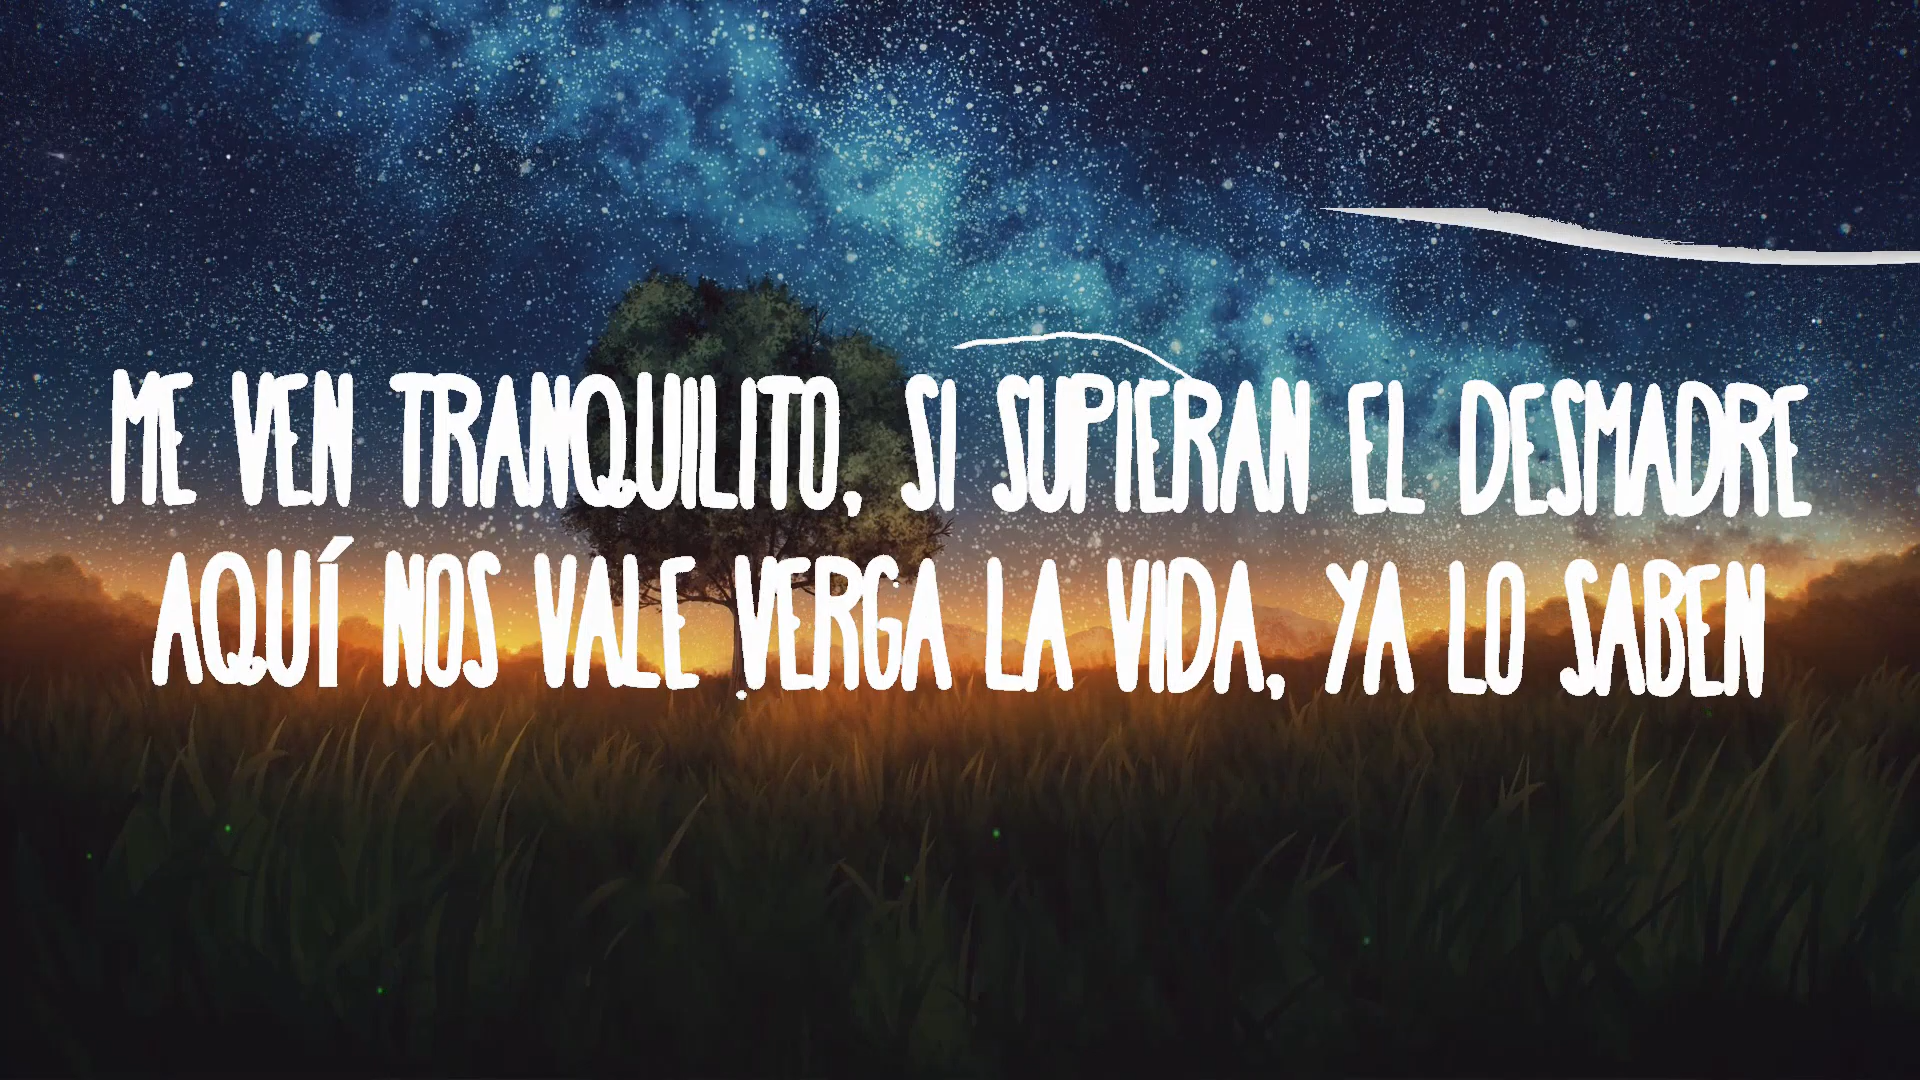 ME VEN TRANQUILITO, SI SUPIERAN EL DESMADRE
AQUÍ NOS VALE VERGA LA VIDA, YA LO SABEN